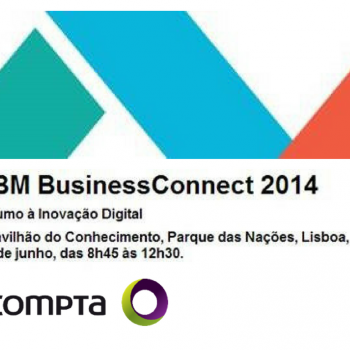 BM BusinessConnect 2014
umo à Inovação Digital
avilhão do Conhecimento, Parque das Nações, Lisboa,
de junho, das 8h45 às 12h30.
compta